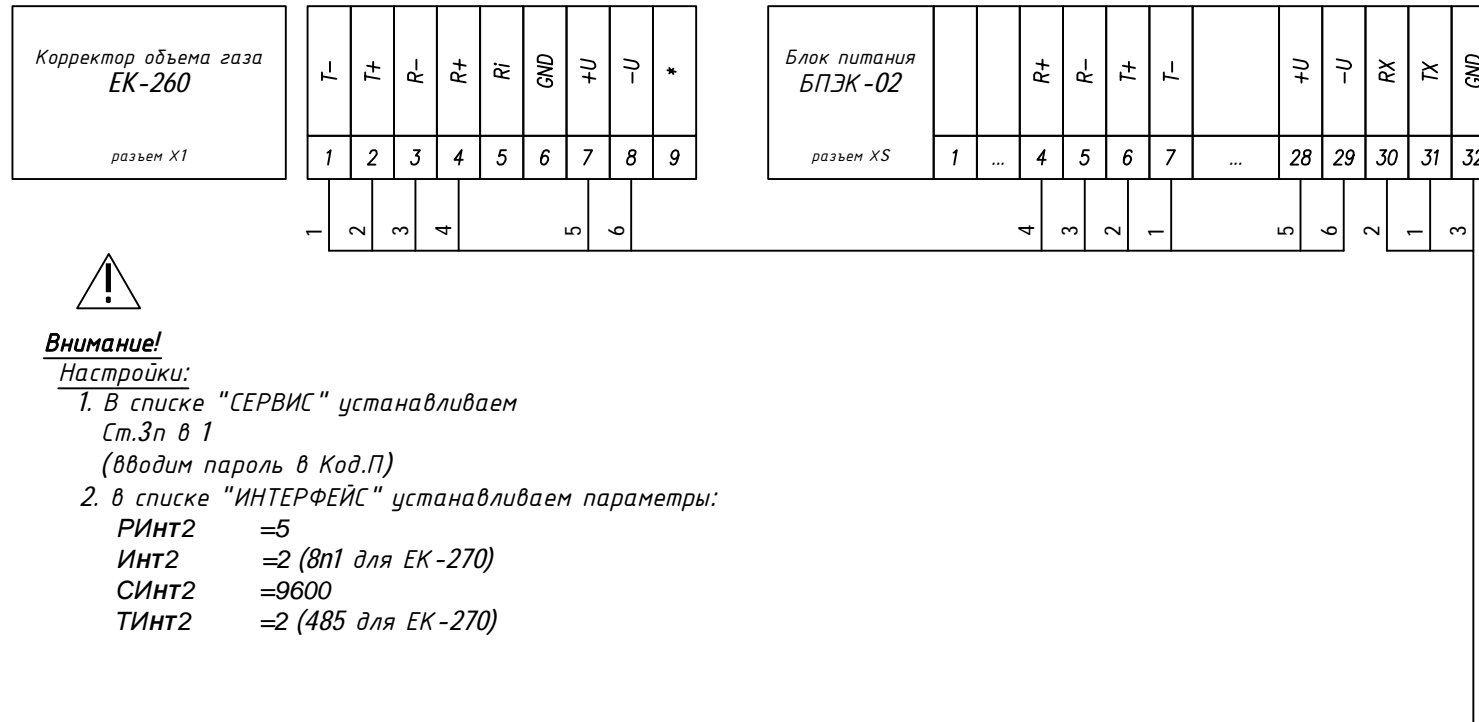 Корректор объема газа
ЕК-260
разъем X1
T- T+ R- R+ Ri GND +U -U *
1 2 3 4 5 6 7 8 9
1 2 3 4 5 6
Блок питания
БПЭК-02
разъем XS
R+ R- T+ T- +U -U RX TX GND
1 ... 4 5 6 7 ... 28 29 30 31 32
4 3 2 1 5 6 2 1 3
Внимание!
Настройки:
1. В списке "СЕРВИС" устанавливаем
Ст.Зп в 1
(вводим пароль в Код.П)
2. в списке "ИНТЕРФЕЙС" устанавливаем параметры:
РИнт2 =5
Инт2 =2 (8n1 для ЕК-270)
СИнт2 =9600
ТИнт2 =2 (485 для ЕК-270)